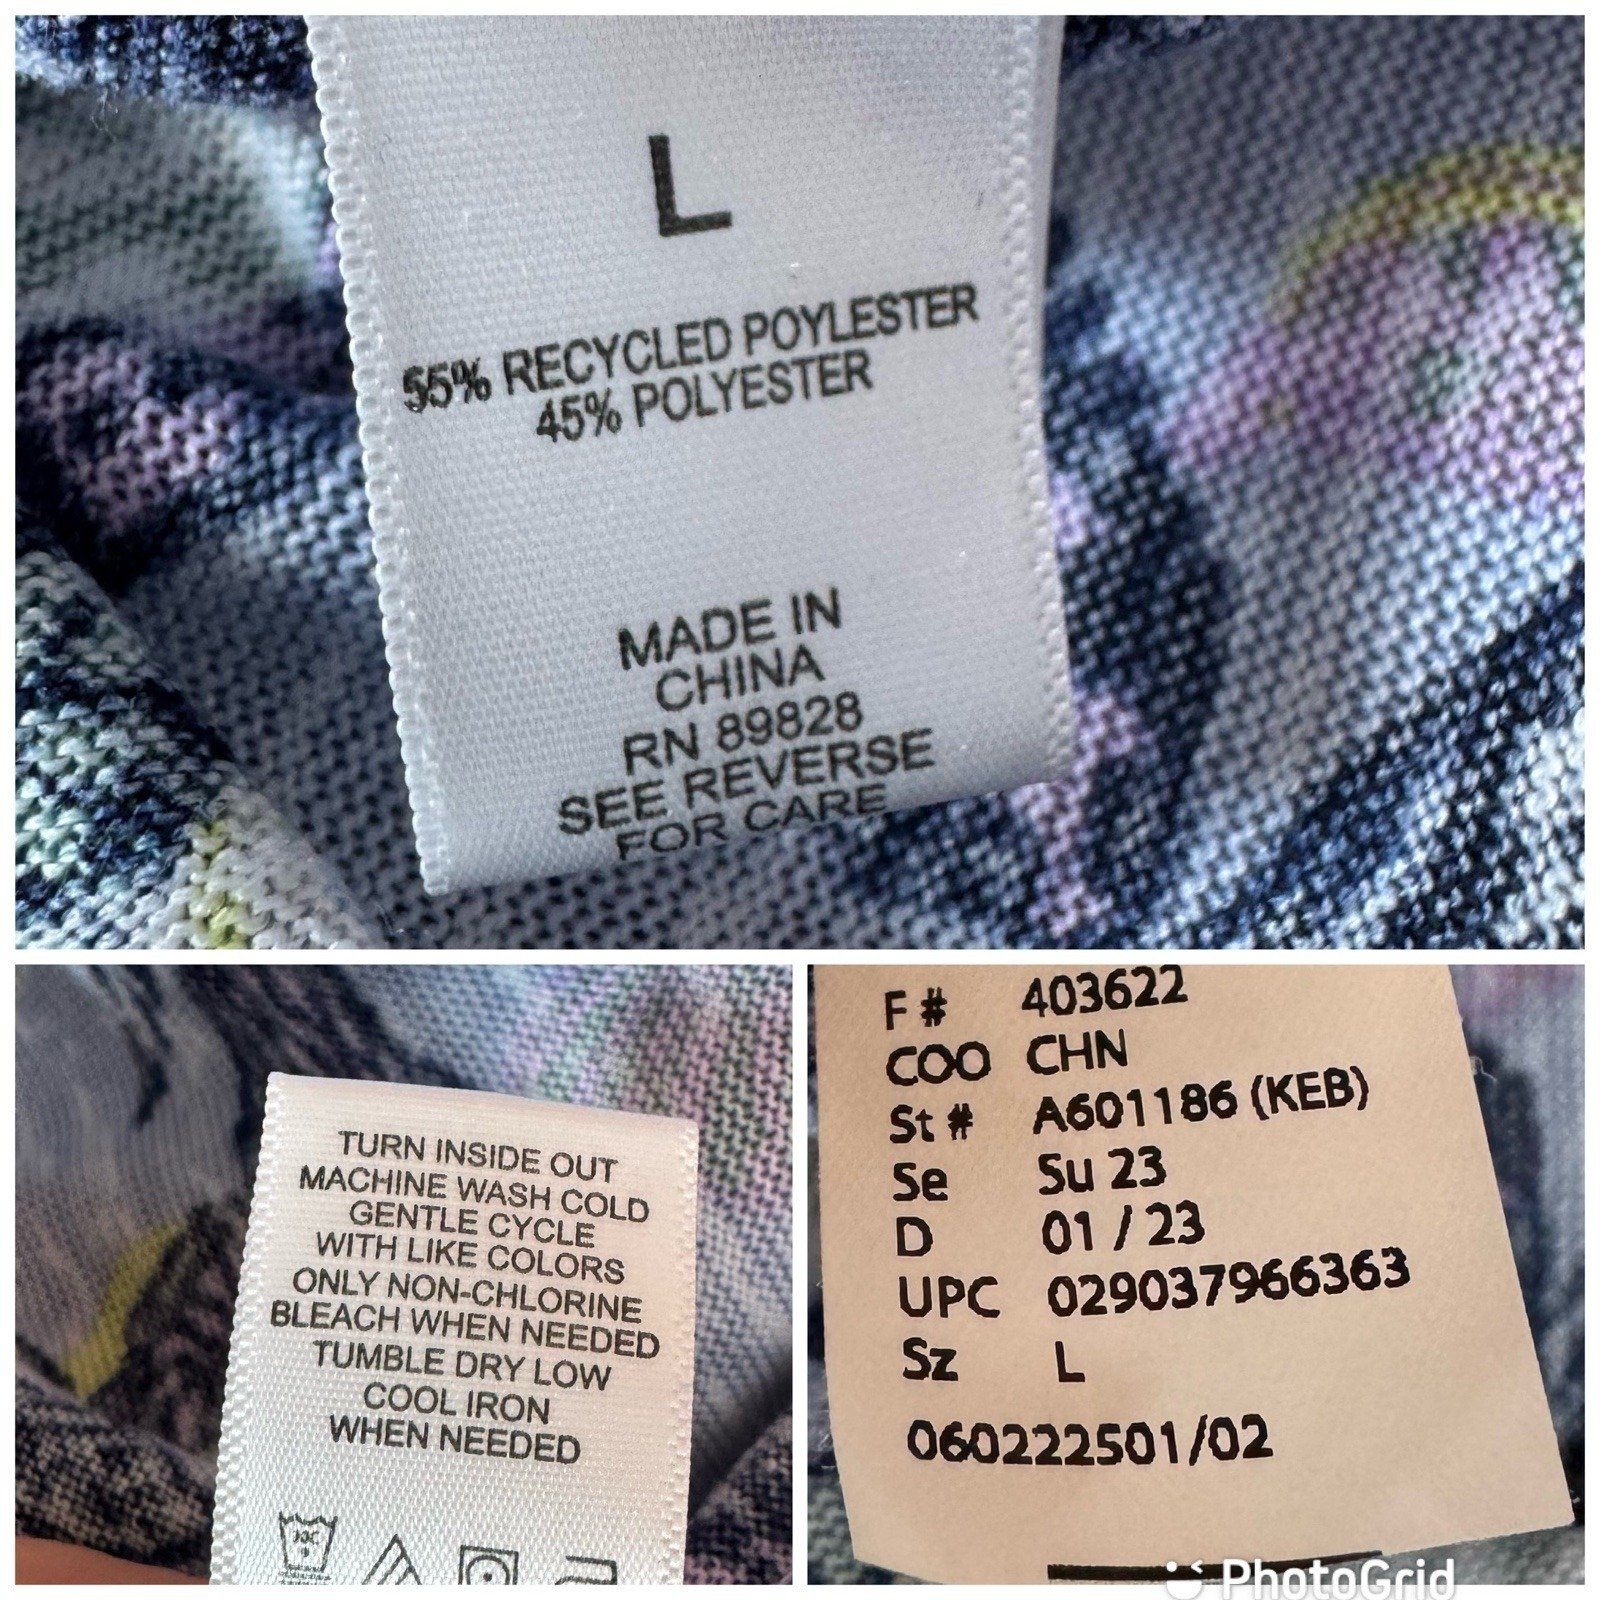 L
55% RECYCLED POYLESTER
45% POLYESTER
MADE IN
CHINA
RN 89828
SEE REVERSE
FOR CARE
TURN INSIDE OUT
MACHINE WASH COLD
GENTLE CYCLE
WITH LIKE COLORS
ONLY NON-CHLORINE
BLEACH WHEN NEEDED
TUMBLE DRY LOW
COOL IRON
WHEN NEEDED
F# 403622
COO CHN
St # A601186 (KEB)
Se Su 23
D 01 / 23
UPC 029037966363
Sz L
060222501/02
PhotoGrid